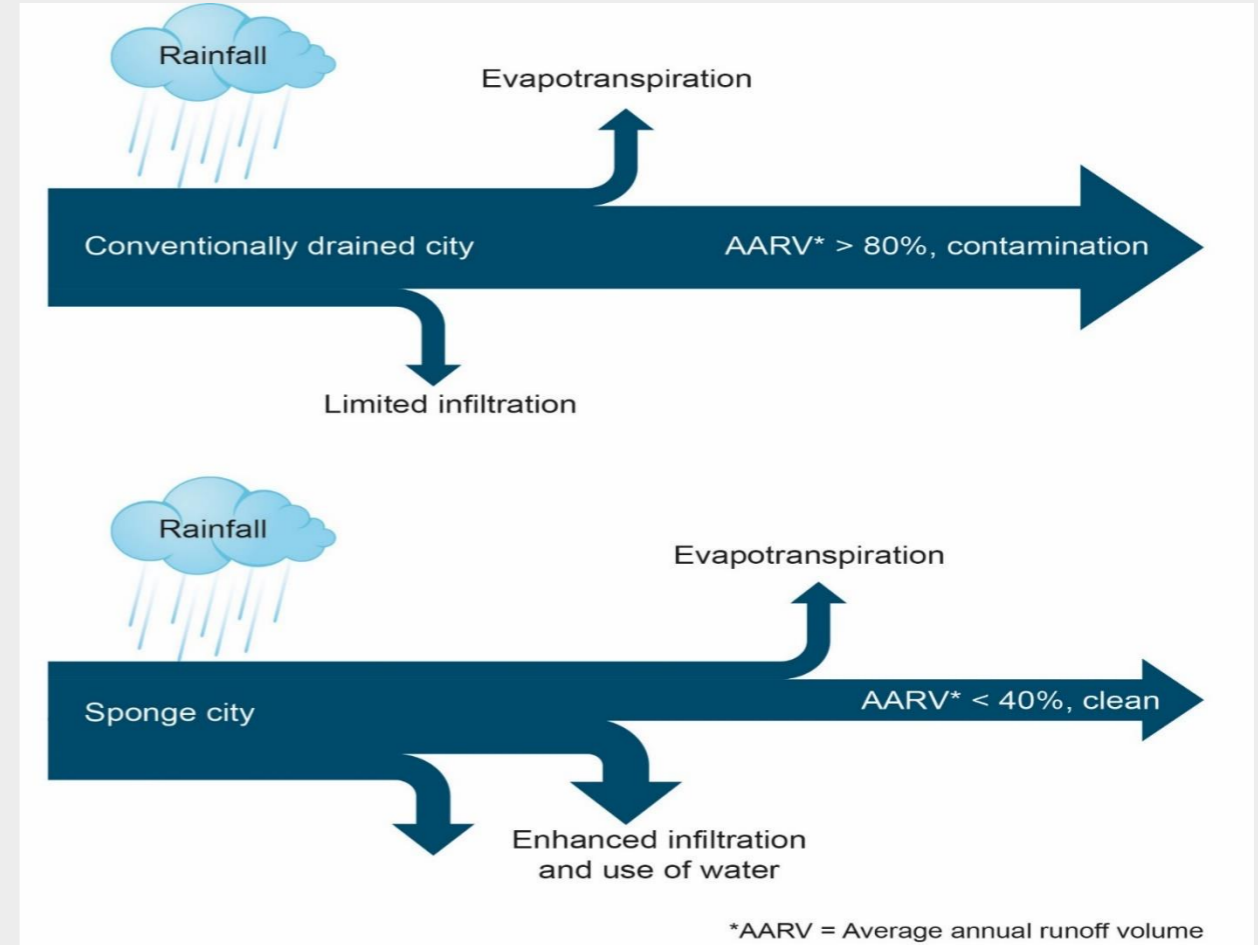 Rainfall
Evapotranspiration
Conventionally drained city
AARV* > 80%, contamination
Limited infiltration
Rainfall
Evapotranspiration
AARV* < 40%, clean
Sponge city
Enhanced infiltration
and use of water
*AARV = Average annual runoff volume